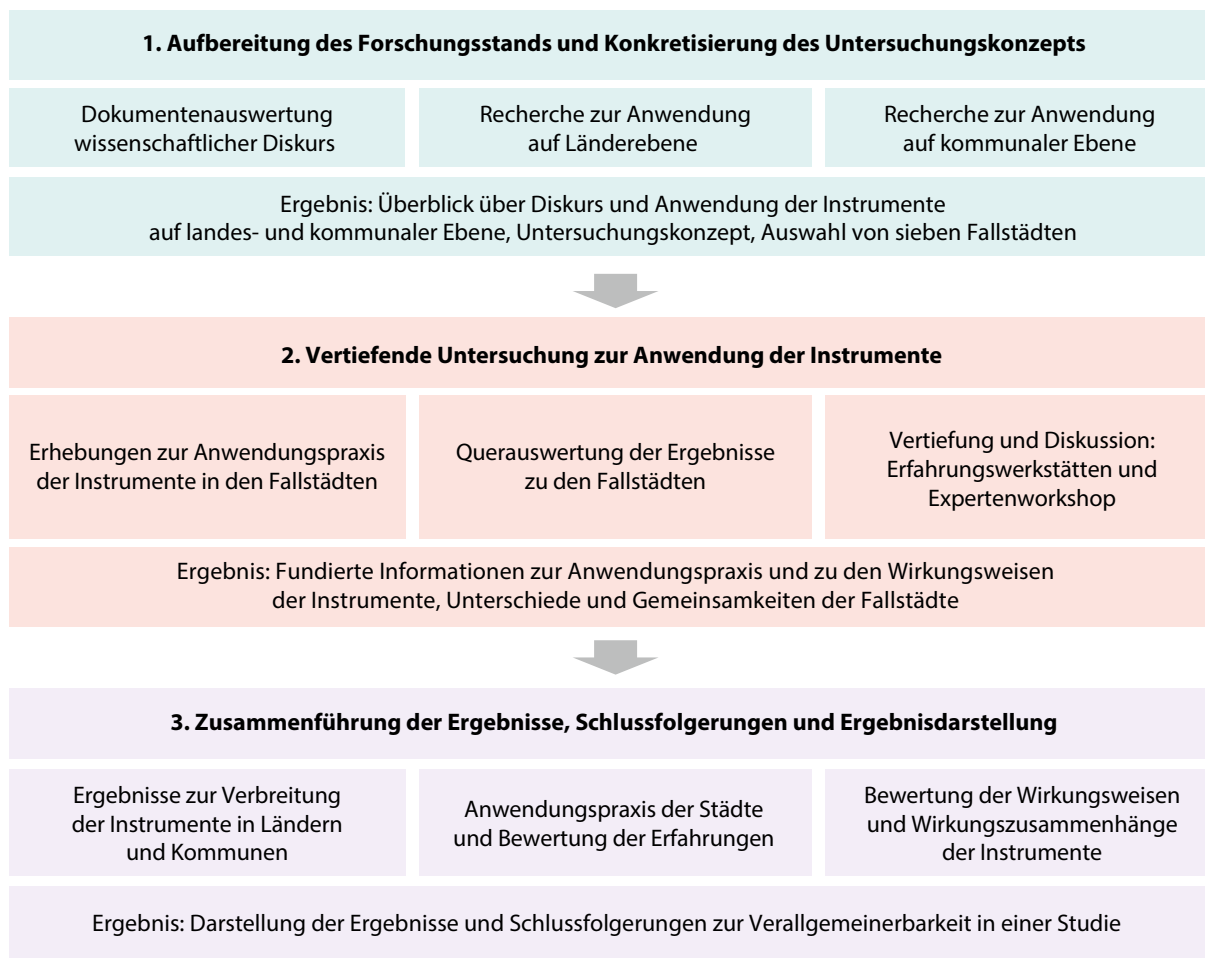 1. Aufbereitung des Forschungsstands und Konkretisierung des Untersuchungskonzepts
Dokumentenauswertung
wissenschaftlicher Diskurs
Recherche zur Anwendung
auf Länderebene
Recherche zur Anwendung
auf kommunaler Ebene
Ergebnis: Überblick über Diskurs und Anwendung der Instrumente
auf landes- und kommunaler Ebene, Untersuchungskonzept, Auswahl von sieben Fallstädten
2. Vertiefende Untersuchung zur Anwendung der Instrumente
Erhebungen zur Anwendungspraxis
der Instrumente in den Fallstädten
Querauswertung der Ergebnisse
zu den Fallstädten
Vertiefung und Diskussion:
Erfahrungswerkstätten und
Expertenworkshop
Ergebnis: Fundierte Informationen zur Anwendungspraxis und zu den Wirkungsweisen
der Instrumente, Unterschiede und Gemeinsamkeiten der Fallstädte
3. Zusammenführung der Ergebnisse, Schlussfolgerungen und Ergebnisdarstellung
Ergebnisse zur Verbreitung
der Instrumente in Ländern
und Kommunen
Anwendungspraxis der Städte
und Bewertung der Erfahrungen
Bewertung der Wirkungsweisen
und Wirkungszusammenhänge
der Instrumente
Ergebnis: Darstellung der Ergebnisse und Schlussfolgerungen zur Verallgemeinerbarkeit in einer Studie